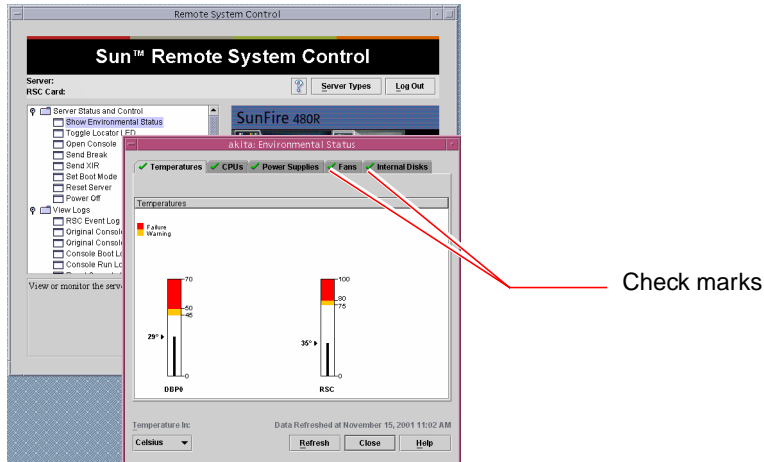 Remote System Control
Sun™ Remote System Control
Server:
RSC Card:
Server Types
Log Out
Server Status and Control
Show Environmental Status
Toggle Locator LED
Open Console
Send Break
Send XIR
Set Boot Mode
Reset Server
Power Off
View Logs
RSC Event Log
Original Console
Original Console
Console Boot Lo
Console Run Lo
View or monitor the serve
SunFire 480R
akita: Environmental Status
Temperatures
CPUs
Power Supplies
Fans
Internal Disks
Temperatures
Failure
Warning
70
50
45
29°
0
DBP0
100
80
75
35°
0
RSC
Temperature In:
Data Refreshed at November 15, 2001 11:02 AM
Celsius
Refresh
Close
Help
Check marks